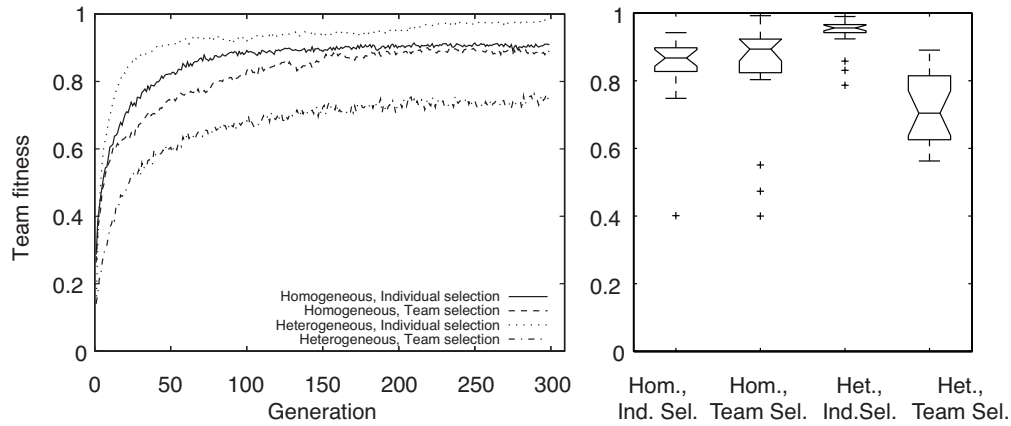 1
0.8
0.6
0.4
0.2
0
Team fitness
Homogeneous, Individual selection
Homogeneous, Team selection
Heterogeneous, Individual selection
Heterogeneous, Team selection
0 50 100 150 200 250 300
Generation
1
0.8
0.6
0.4
0.2
0
Hom., Hom., Het., Het.,
Ind. Sel. Team Sel. Ind.Sel. Team Sel.